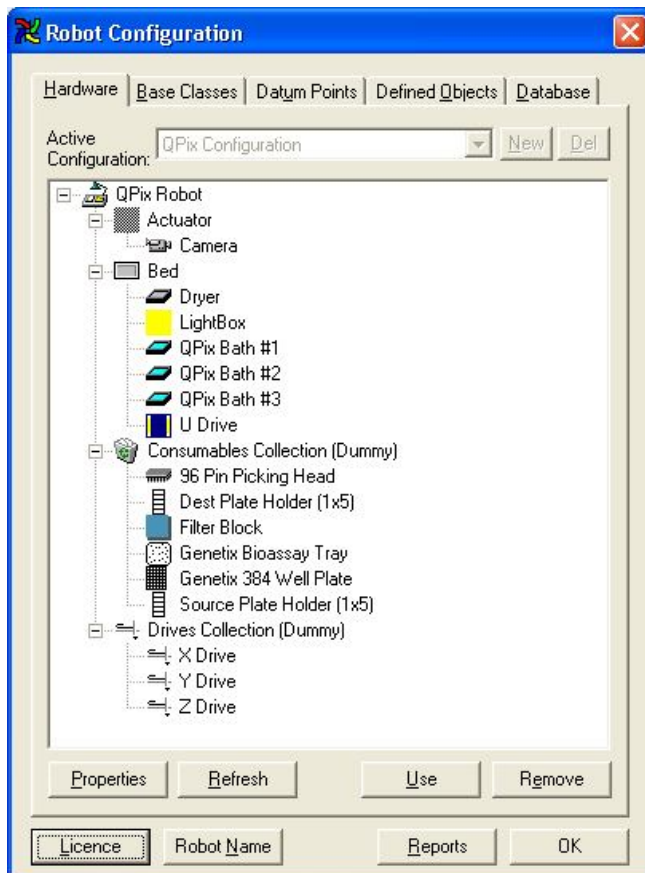 Robot Configuration
Hardware Base Classes Datum Points Defined Objects Database
Active Configuration: QPix Configuration New Del
QPix Robot
Actuator
Camera
Bed
Dryer
LightBox
QPix Bath #1
QPix Bath #2
QPix Bath #3
U Drive
Consumables Collection (Dummy)
96 Pin Picking Head
Dest Plate Holder (1x5)
Filter Block
Genetix Bioassay Tray
Genetix 384 Well Plate
Source Plate Holder (1x5)
Drives Collection (Dummy)
X Drive
Y Drive
Z Drive
Properties Refresh Use Remove
Licence Robot Name Reports OK